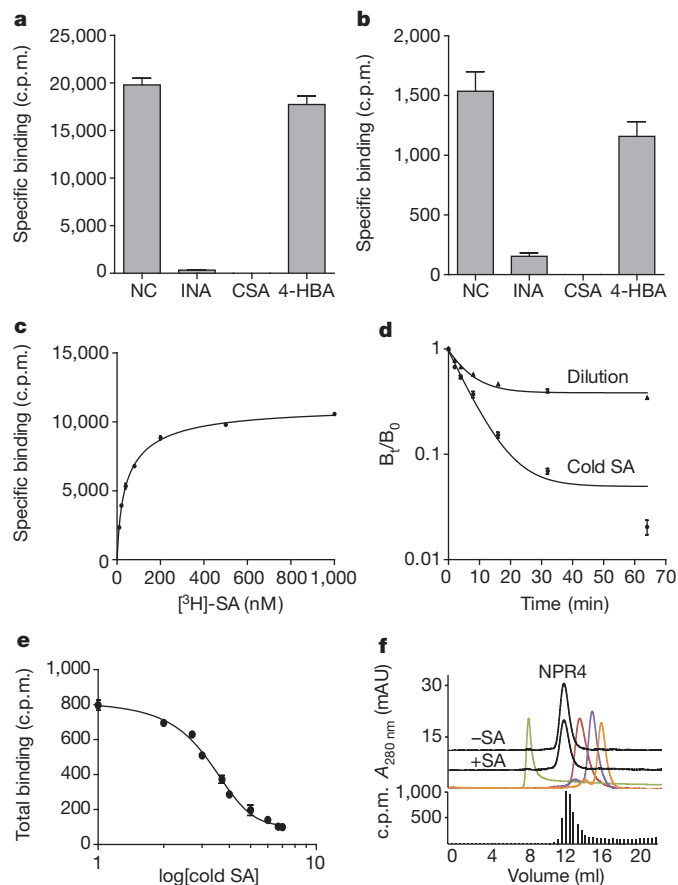 a
Specific binding (c.p.m.)
25,000
20,000
15,000
10,000
5,000
0
NC INA CSA 4-HBA
b
Specific binding (c.p.m.)
2,000
1,500
1,000
500
0
NC INA CSA 4-HBA
c
Specific binding (c.p.m.)
15,000
10,000
5,000
0
0 200 400 600 800 1,000
[³H]-SA (nM)
d
Bt/B0
1
0.1
0.01
Dilution
Cold SA
0 10 20 30 40 50 60 70
Time (min)
e
Total binding (c.p.m.)
1,000
800
600
400
200
0
1 10
log[cold SA]
f
NPR4
c.p.m. A280 nm (mAU)
30
15
–SA
+SA
1,000
500
0 4 8 12 16 20
Volume (ml)